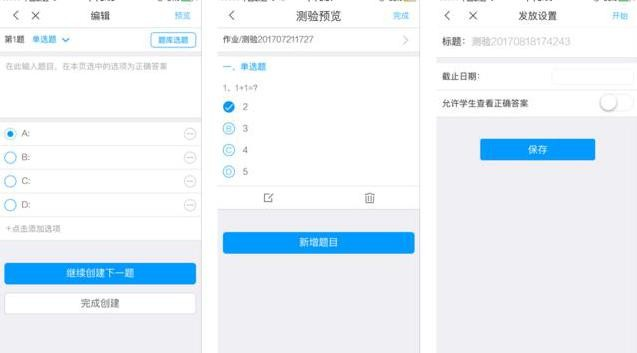 编辑
预览
第1题 单选题
题库选题
在此输入题目，在本页选中的选项为正确答案
A:
B:
C:
D:
+点击添加选项
继续创建下一题
完成创建
测验预览
完成
作业/测验201707211727
一、单选题
1、1+1=?
2
B 3
C 4
D 5
新增题目
发放设置
开始
标题：测验20170818174243
截止日期：
允许学生查看正确答案
保存